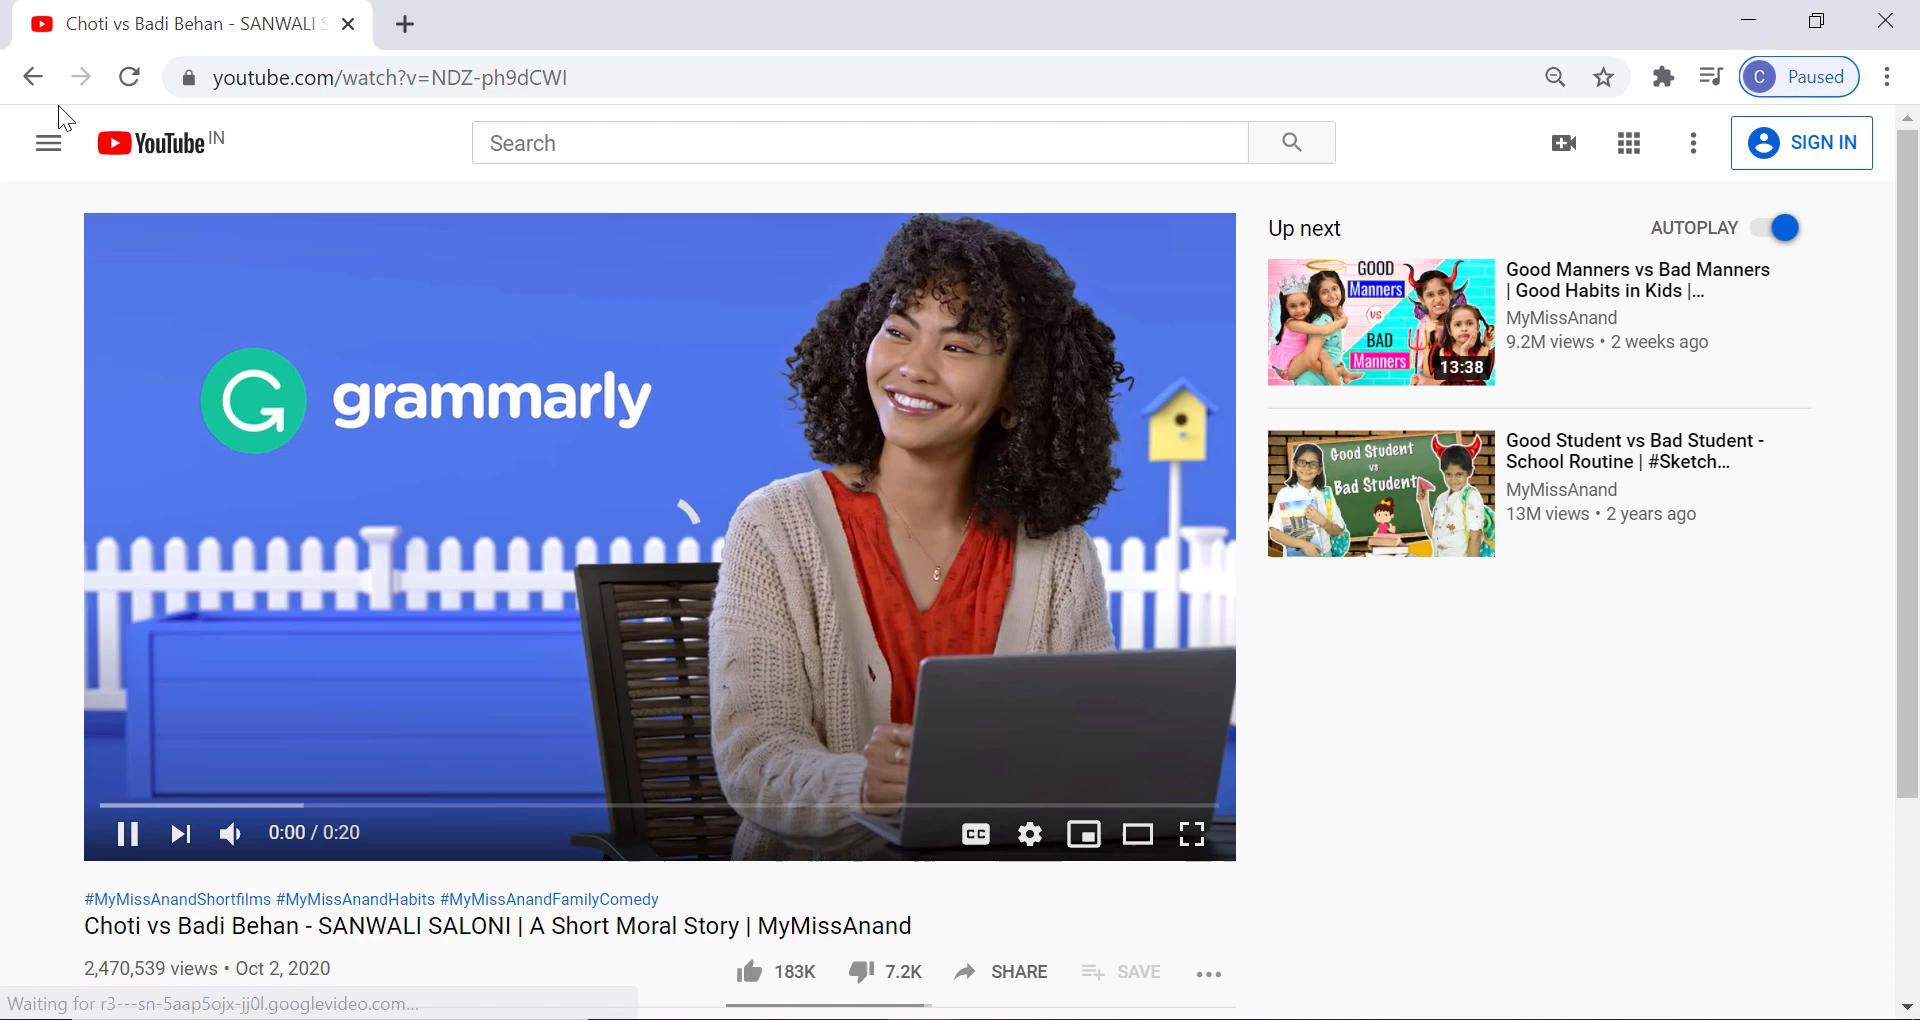 Choti vs Badi Behan - SANWALI S
youtube.com/watch?v=NDZ-ph9dCWI
C Paused
YouTube IN
Search
SIGN IN
grammarly
0:00 / 0:20
CC
Up next
AUTOPLAY
GOOD
Manners
VS
BAD
Manners
13:38
Good Manners vs Bad Manners
| Good Habits in Kids |...
MyMissAnand
9.2M views • 2 weeks ago
Good Student
vs
Bad Student
Good Student vs Bad Student -
School Routine | #Sketch...
MyMissAnand
13M views • 2 years ago
#MyMissAnandShortfilms #MyMissAnandHabits #MyMissAnandFamilyComedy
Choti vs Badi Behan - SANWALI SALONI | A Short Moral Story | MyMissAnand
2,470,539 views • Oct 2, 2020
183K 7.2K SHARE SAVE
Waiting for r3---sn-5aap5ojx-jj0l.googlevideo.com...